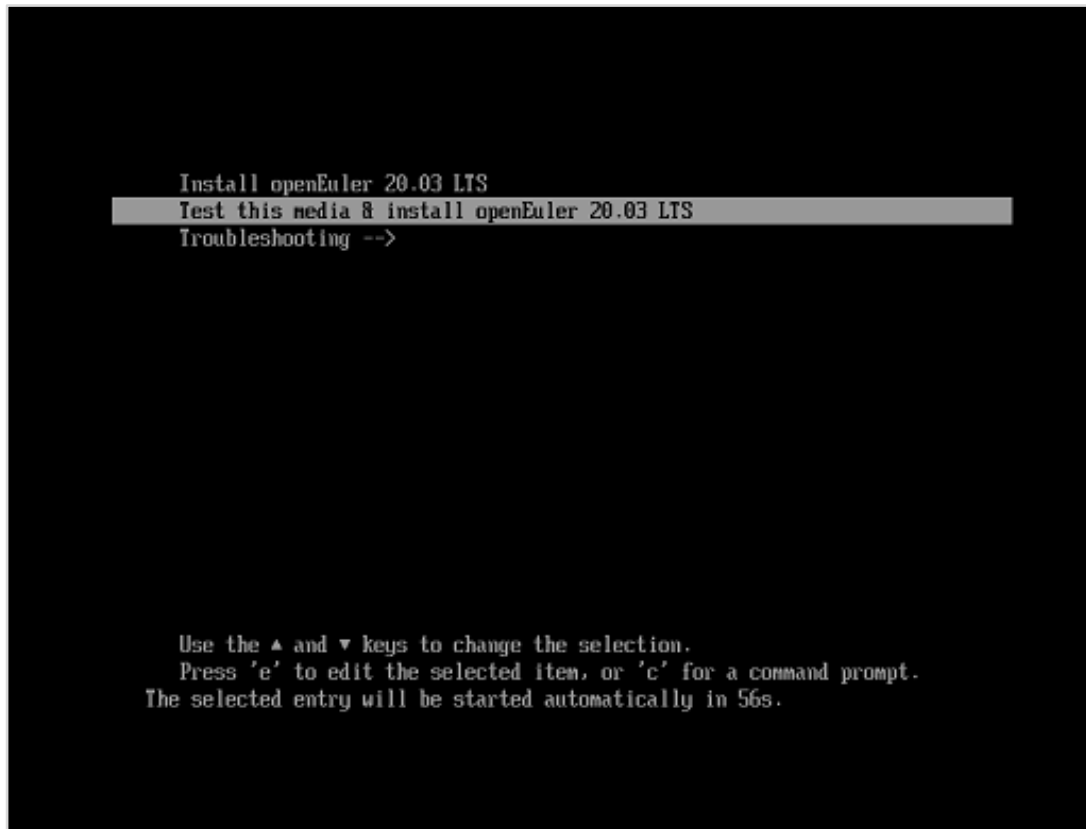 Install openEuler 20.03 LTS
Test this media & install openEuler 20.03 LTS
Troubleshooting -->
Use the ▲ and ▼ keys to change the selection.
Press 'e' to edit the selected item, or 'c' for a command prompt.
The selected entry will be started automatically in 56s.